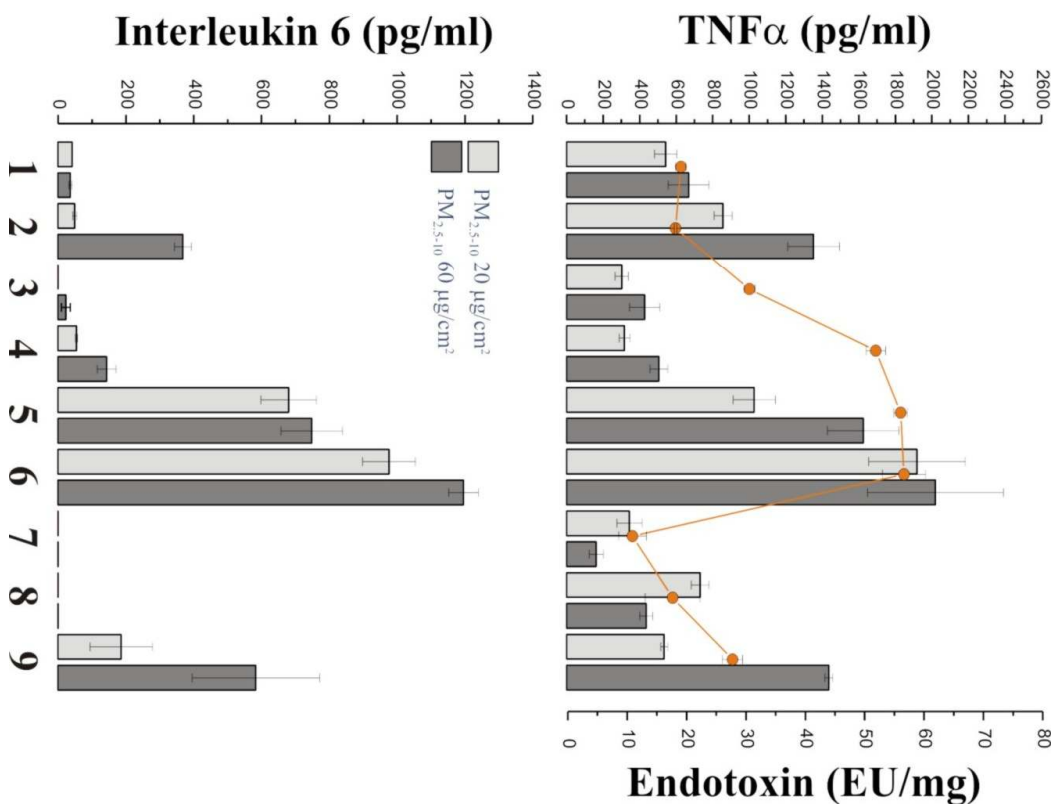 Interleukin 6 (pg/ml)
0 200 400 600 800 1000 1200 1400
TNFα (pg/ml)
0 200 400 600 800 1000 1200 1400 1600 1800 2000 2200 2400 2600
PM2.5-10 20 μg/cm²
PM2.5-10 60 μg/cm²
1 2 3 4 5 6 7 8 9
0 10 20 30 40 50 60 70 80
Endotoxin (EU/mg)